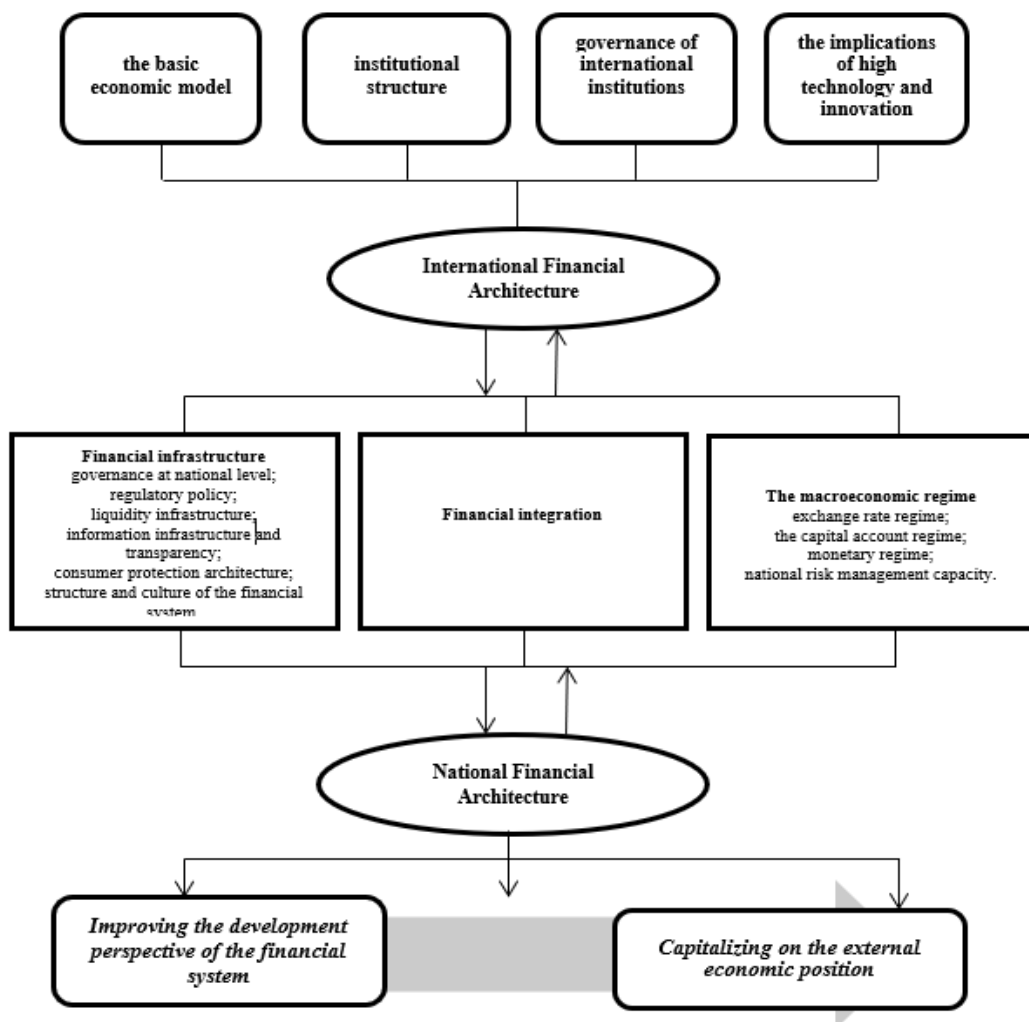 the basic
economic model
institutional
structure
governance of
international
institutions
the implications
of high
technology and
innovation
International Financial
Architecture
Financial infrastructure
governance at national level;
regulatory policy;
liquidity infrastructure;
information infrastructure and
transparency;
consumer protection architecture;
structure and culture of the financial
system
Financial integration
The macroeconomic regime
exchange rate regime;
the capital account regime;
monetary regime;
national risk management capacity.
National Financial
Architecture
Improving the development
perspective of the financial
system
Capitalizing on the external
economic position